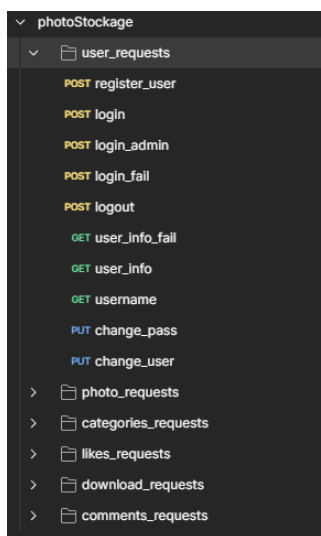 photoStockage
user_requests
POST register_user
POST login
POST login_admin
POST login_fail
POST logout
GET user_info_fail
GET user_info
GET username
PUT change_pass
PUT change_user
photo_requests
categories_requests
likes_requests
download_requests
comments_requests